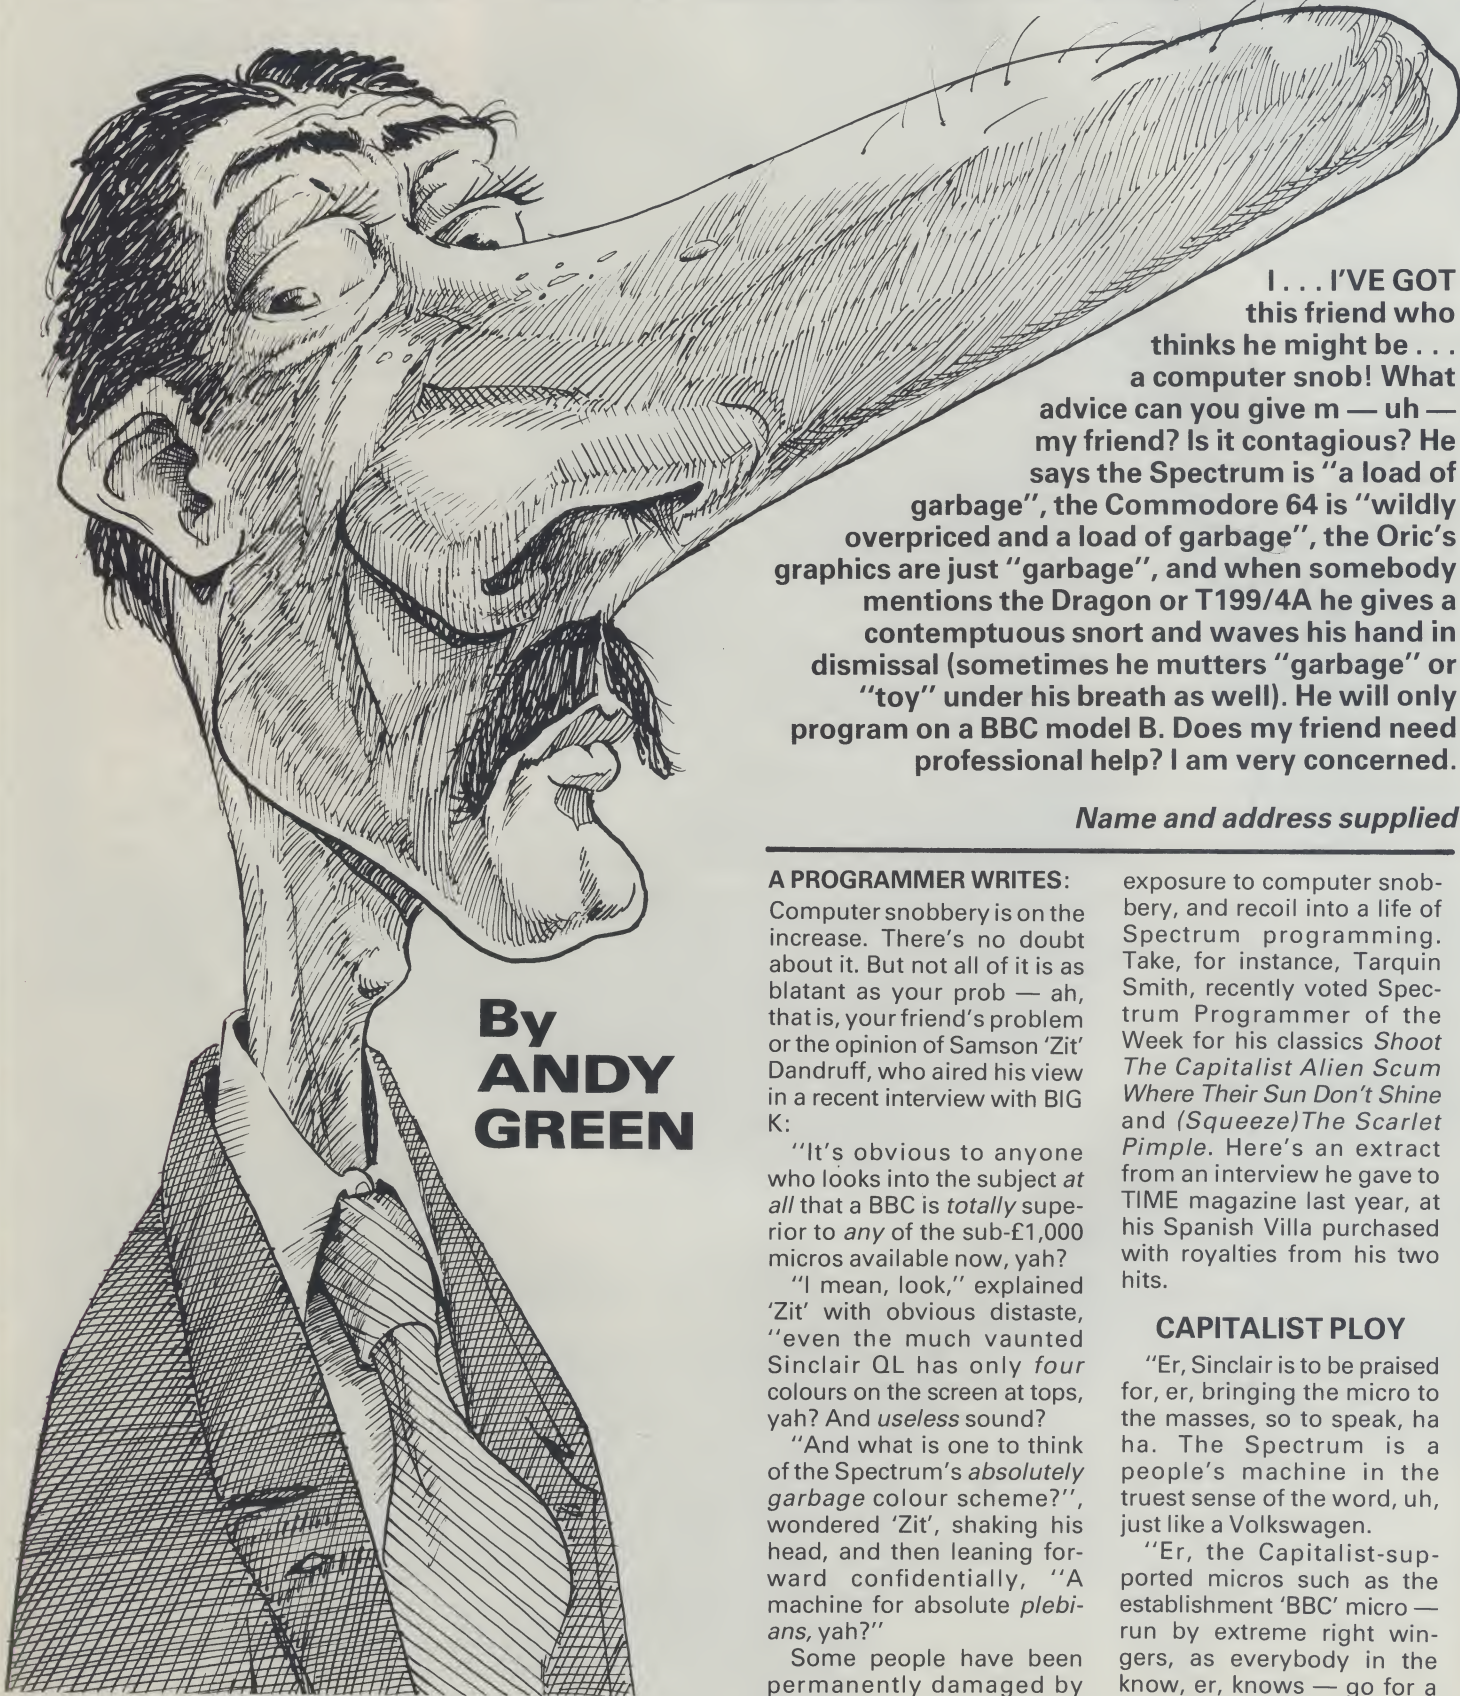 I . . . I'VE GOT
this friend who
thinks he might be . . .
a computer snob! What
advice can you give m — uh —
my friend? Is it contagious? He
says the Spectrum is "a load of
garbage", the Commodore 64 is "wildly
overpriced and a load of garbage", the Oric's
graphics are just "garbage", and when somebody
mentions the Dragon or T199/4A he gives a
contemptuous snort and waves his hand in
dismissal (sometimes he mutters "garbage" or
"toy" under his breath as well). He will only
program on a BBC model B. Does my friend need
professional help? I am very concerned.
Name and address supplied
By
ANDY
GREEN
A PROGRAMMER WRITES:
Computer snobbery is on the
increase. There's no doubt
about it. But not all of it is as
blatant as your prob — ah,
that is, your friend's problem
or the opinion of Samson 'Zit'
Dandruff, who aired his view
in a recent interview with BIG
K:
"It's obvious to anyone
who looks into the subject at
all that a BBC is totally supe-
rior to any of the sub-£1,000
micros available now, yah?
"I mean, look," explained
'Zit' with obvious distaste,
"even the much vaunted
Sinclair QL has only four
colours on the screen at tops,
yah? And useless sound?
"And what is one to think
of the Spectrum's absolutely
garbage colour scheme?",
wondered 'Zit', shaking his
head, and then leaning for-
ward confidentially, "A
machine for absolute plebi-
ans, yah?"
Some people have been
permanently damaged by
exposure to computer snob-
bery, and recoil into a life of
Spectrum programming.
Take, for instance, Tarquin
Smith, recently voted Spec-
trum Programmer of the
Week for his classics Shoot
The Capitalist Alien Scum
Where Their Sun Don't Shine
and (Squeeze)The Scarlet
Pimple. Here's an extract
from an interview he gave to
TIME magazine last year, at
his Spanish Villa purchased
with royalties from his two
hits.
CAPITALIST PLOY
"Er, Sinclair is to be praised
for, er, bringing the micro to
the masses, so to speak, ha
ha. The Spectrum is a
people's machine in the
truest sense of the word, uh,
just like a Volkswagen.
"Er, the Capitalist-sup-
ported micros such as the
establishment 'BBC' micro —
run by extreme right win-
gers, as everybody in the
know, er, knows — go for a